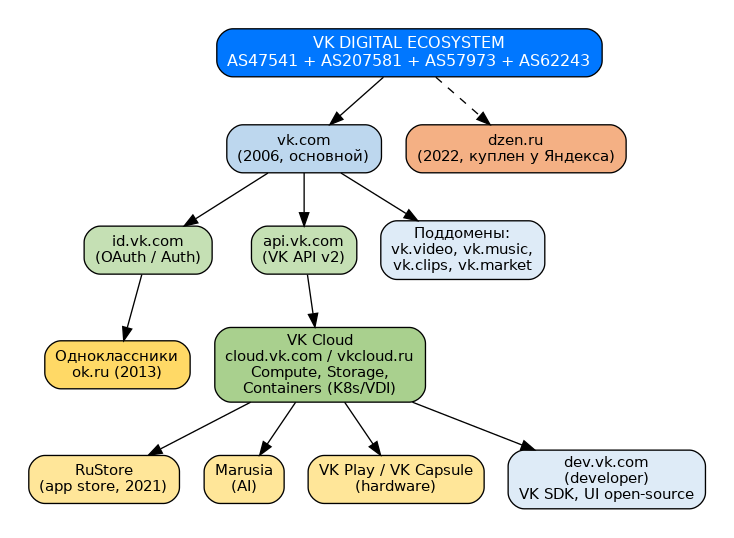 VK DIGITAL ECOSYSTEM
AS47541 + AS207581 + AS57973 + AS62243
vk.com
(2006, основной)
dzen.ru
(2022, куплен у Яндекса)
id.vk.com
(OAuth / Auth)
api.vk.com
(VK API v2)
Поддомены:
vk.video, vk.music,
vk.clips, vk.market
Одноклассники
ok.ru (2013)
VK Cloud
cloud.vk.com / vkcloud.ru
Compute, Storage,
Containers (K8s/VDI)
RuStore
(app store, 2021)
Marusia
(AI)
VK Play / VK Capsule
(hardware)
dev.vk.com
(developer)
VK SDK, UI open-source